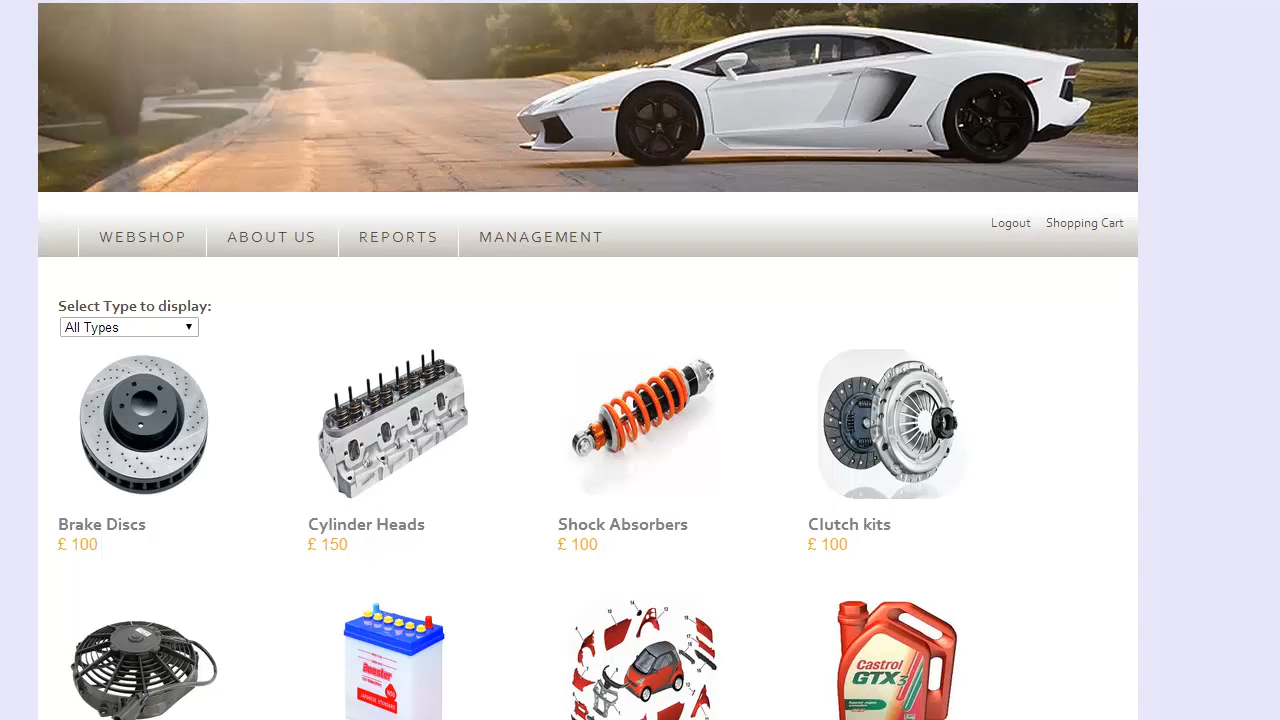 WEBSHOP
ABOUT US
REPORTS
MANAGEMENT
Logout
Shopping Cart
Select Type to display:
All Types
Brake Discs
£ 100
Cylinder Heads
£ 150
Shock Absorbers
£ 100
Clutch kits
£ 100
Castrol
GTX3